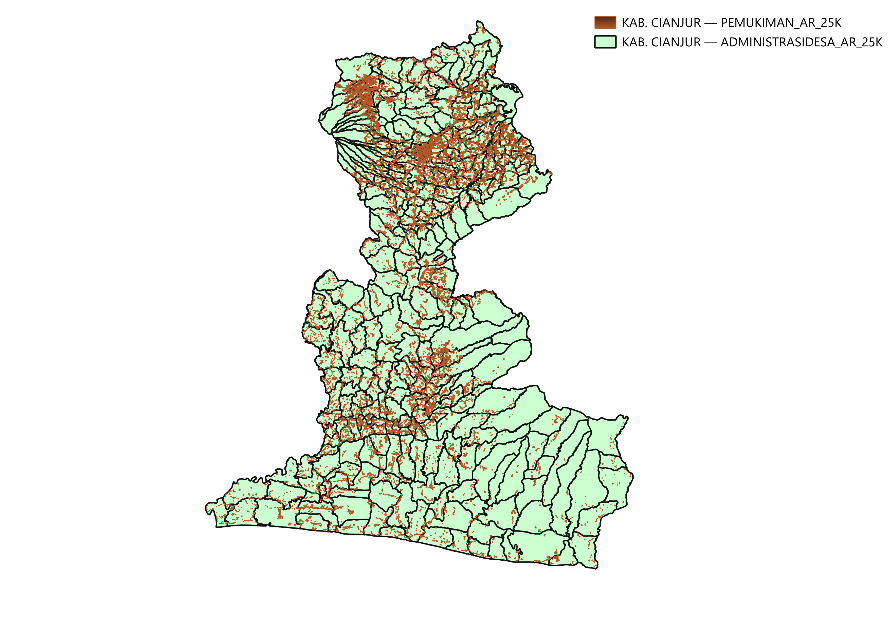 KAB. CIANJUR — PEMUKIMAN_AR_25K
KAB. CIANJUR — ADMINISTRASIDESA_AR_25K